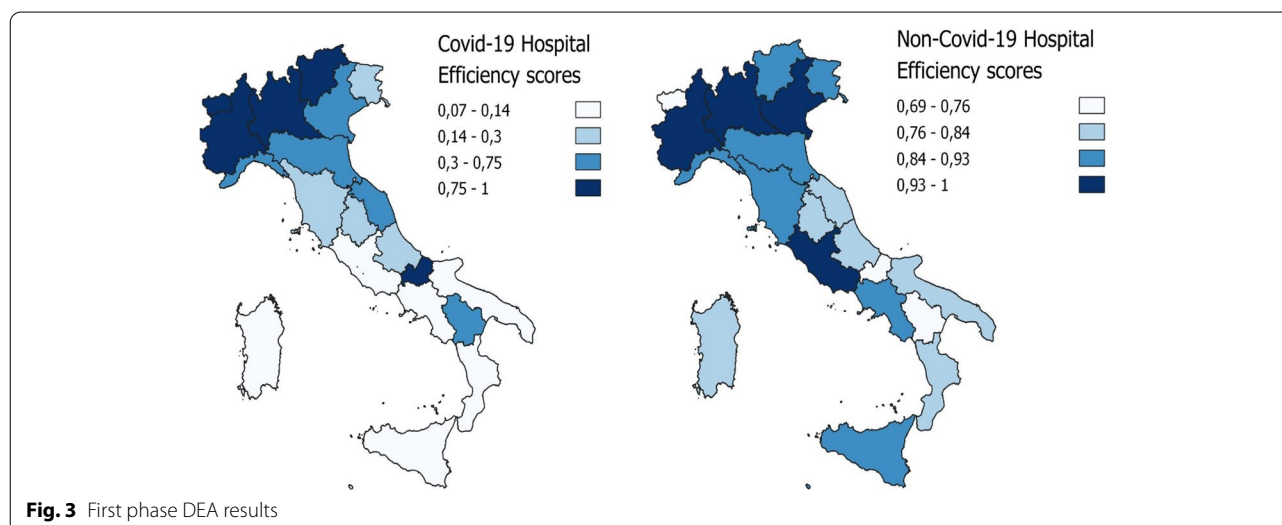 Covid-19 Hospital
Efficiency scores
0,07 - 0,14
0,14 - 0,3
0,3 - 0,75
0,75 - 1
Non-Covid-19 Hospital
Efficiency scores
0,69 - 0,76
0,76 - 0,84
0,84 - 0,93
0,93 - 1
Fig. 3 First phase DEA results